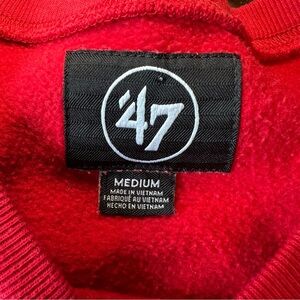 '47
MEDIUM
MADE IN VIETNAM
FABRIQUÉ AU VIETNAM
HECHO EN VIETNAM